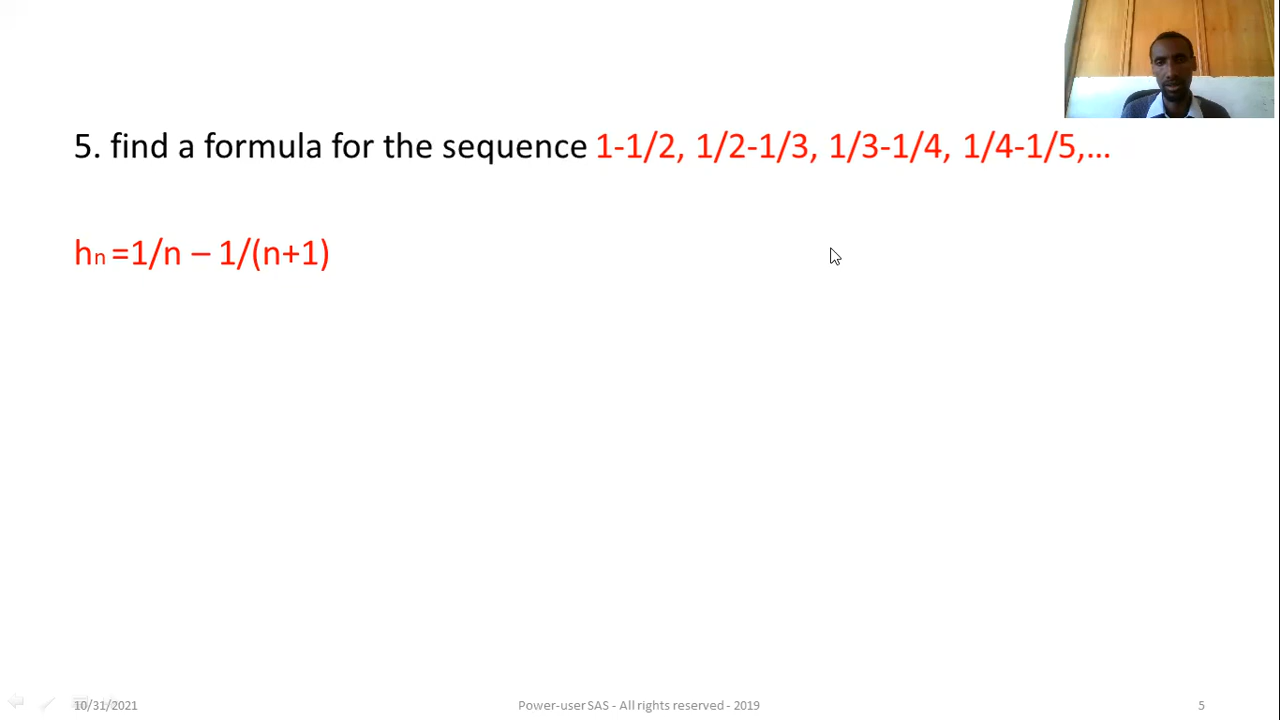 5. find a formula for the sequence 1-1/2, 1/2-1/3, 1/3-1/4, 1/4-1/5,...
hn =1/n – 1/(n+1)
10/31/2021
Power-user SAS - All rights reserved - 2019
5